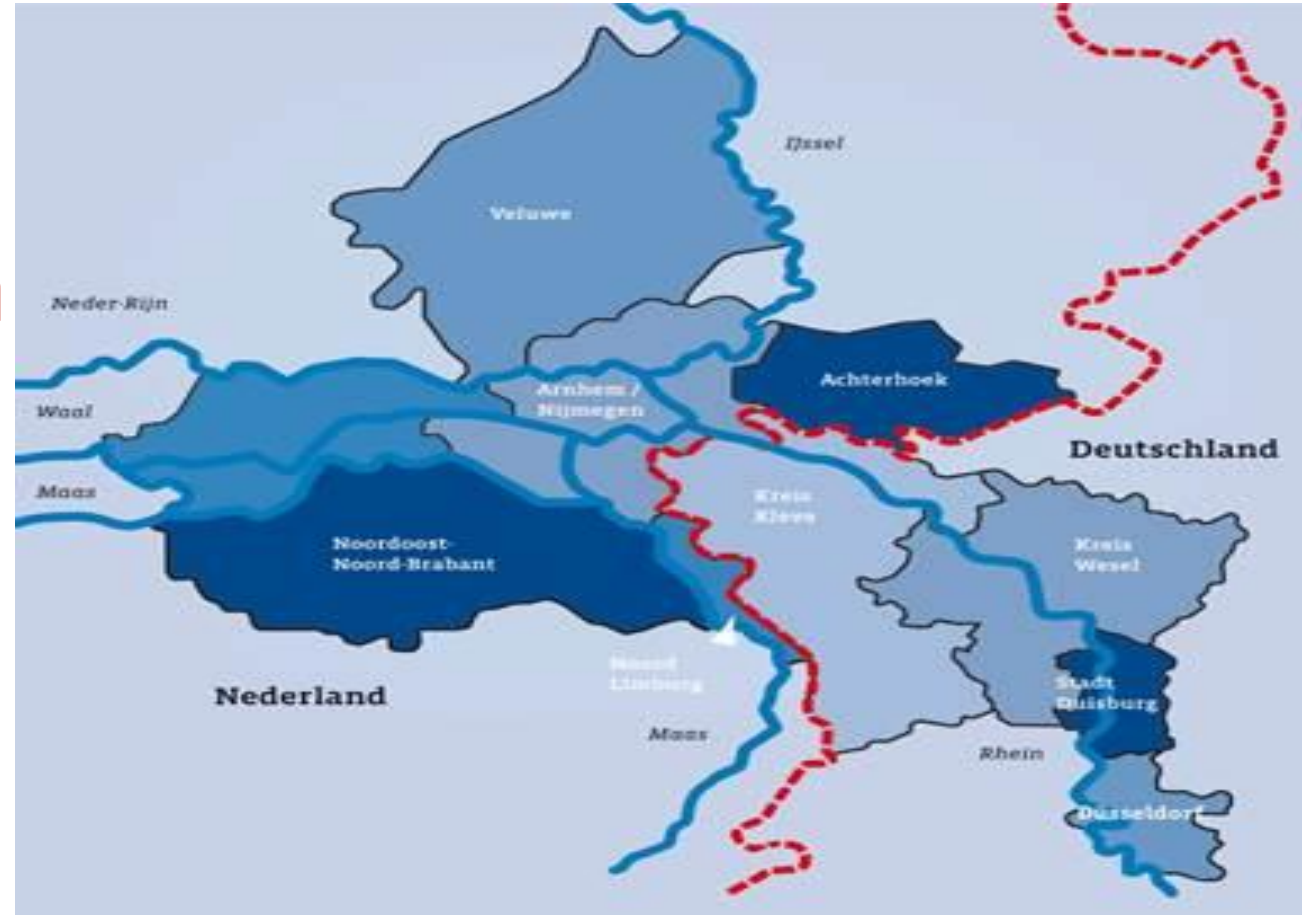 IJssel
Veluwe
Neder-Rijn
Arnhem /
Nijmegen
Achterhoek
Waal
Deutschland
Maas
Kreis
Kleve
Noordoost-
Noord-Brabant
Kreis
Wesel
Noord
Limburg
Nederland
Stadt
Duisburg
Maas
Rhein
Düsseldorf